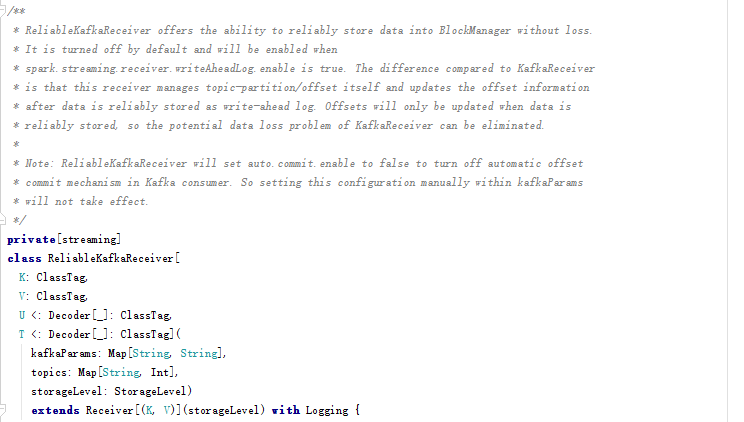 /**
 * ReliableKafkaReceiver offers the ability to reliably store data into BlockManager without loss.
 * It is turned off by default and will be enabled when
 * spark.streaming.receiver.writeAheadLog.enable is true. The difference compared to KafkaReceiver
 * is that this receiver manages topic-partition/offset itself and updates the offset information
 * after data is reliably stored as write-ahead log. Offsets will only be updated when data is
 * reliably stored, so the potential data loss problem of KafkaReceiver can be eliminated.
 *
 * Note: ReliableKafkaReceiver will set auto.commit.enable to false to turn off automatic offset
 * commit mechanism in Kafka consumer. So setting this configuration manually within kafkaParams
 * will not take effect.
 */
private[streaming]
class ReliableKafkaReceiver[
  K: ClassTag,
  V: ClassTag,
  U <: Decoder[_]: ClassTag,
  T <: Decoder[_]: ClassTag](
    kafkaParams: Map[String, String],
    topics: Map[String, Int],
    storageLevel: StorageLevel)
    extends Receiver[(K, V)](storageLevel) with Logging {